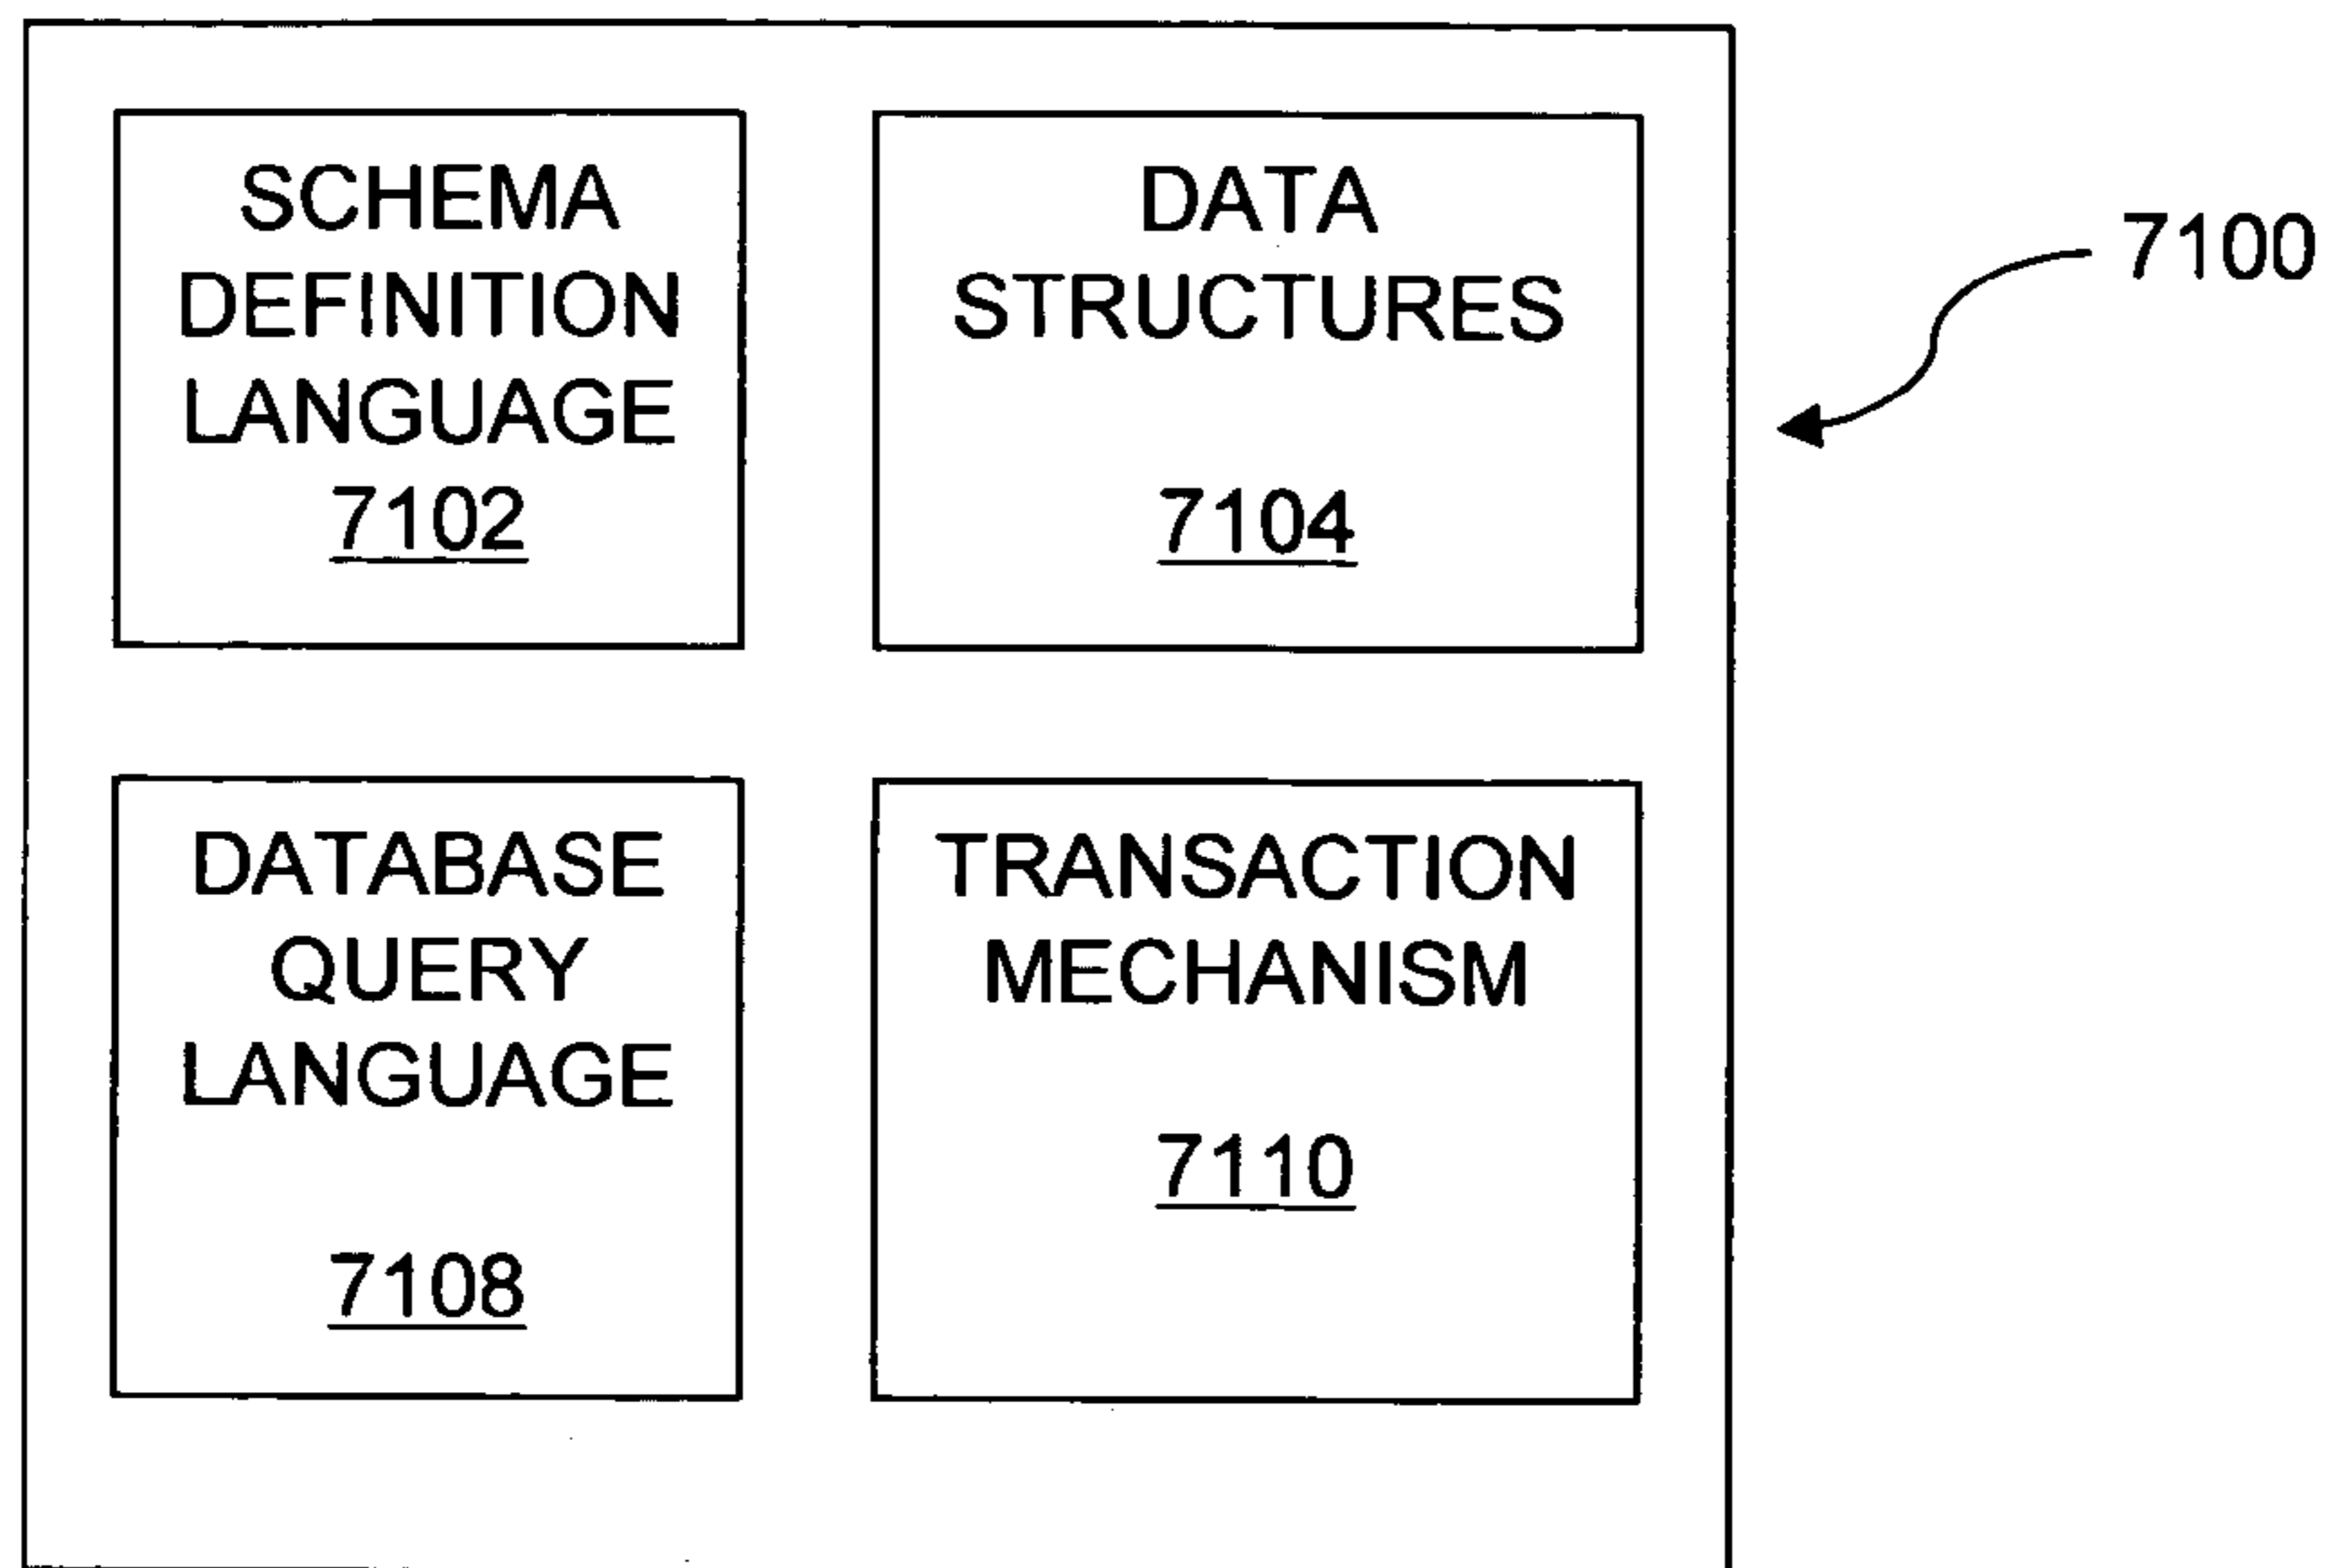 SCHEMA
DEFINITION
LANGUAGE
7102
DATA
STRUCTURES
7104
7100
DATABASE
QUERY
LANGUAGE
7108
TRANSACTION
MECHANISM
7110